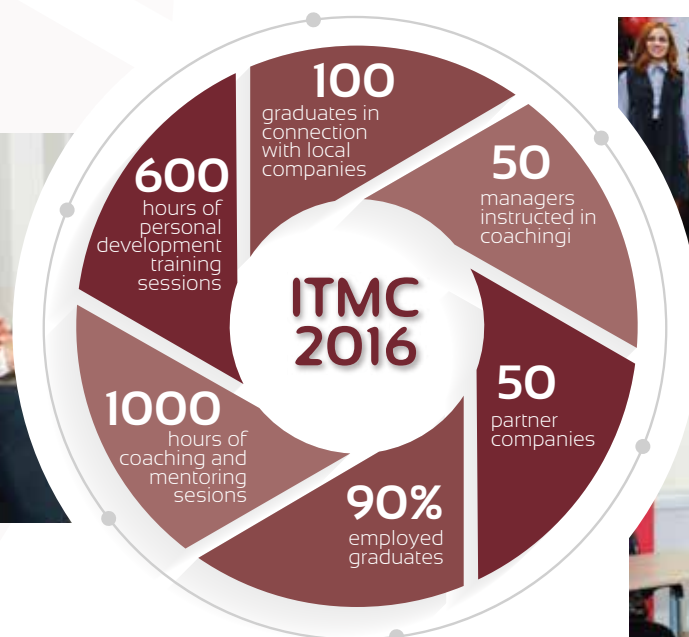 100
graduates in
connection
with local
companies
50
managers
instructed in
coachingi
50
partner
companies
90%
employed
graduates
1000
hours of
coaching and
mentoring
sesions
600
hours of
personal
development
training
sessions
ITMC
2016